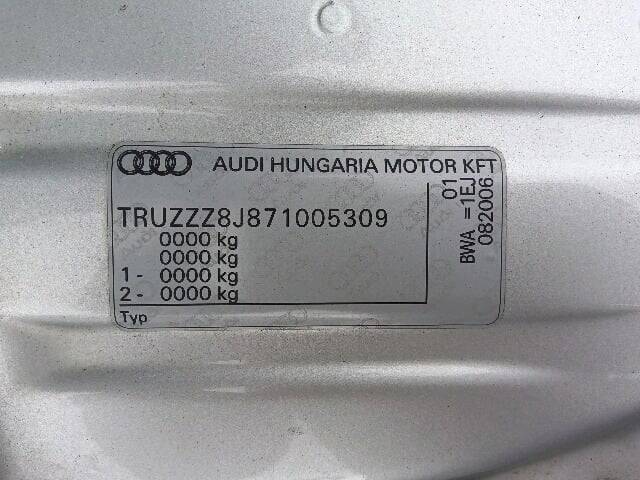 AUDI HUNGARIA MOTOR KFT
TRUZZZ8J871005309
0000 kg
0000 kg
1 - 0000 kg
2 - 0000 kg
Typ
01
BWA =1EJ
082006